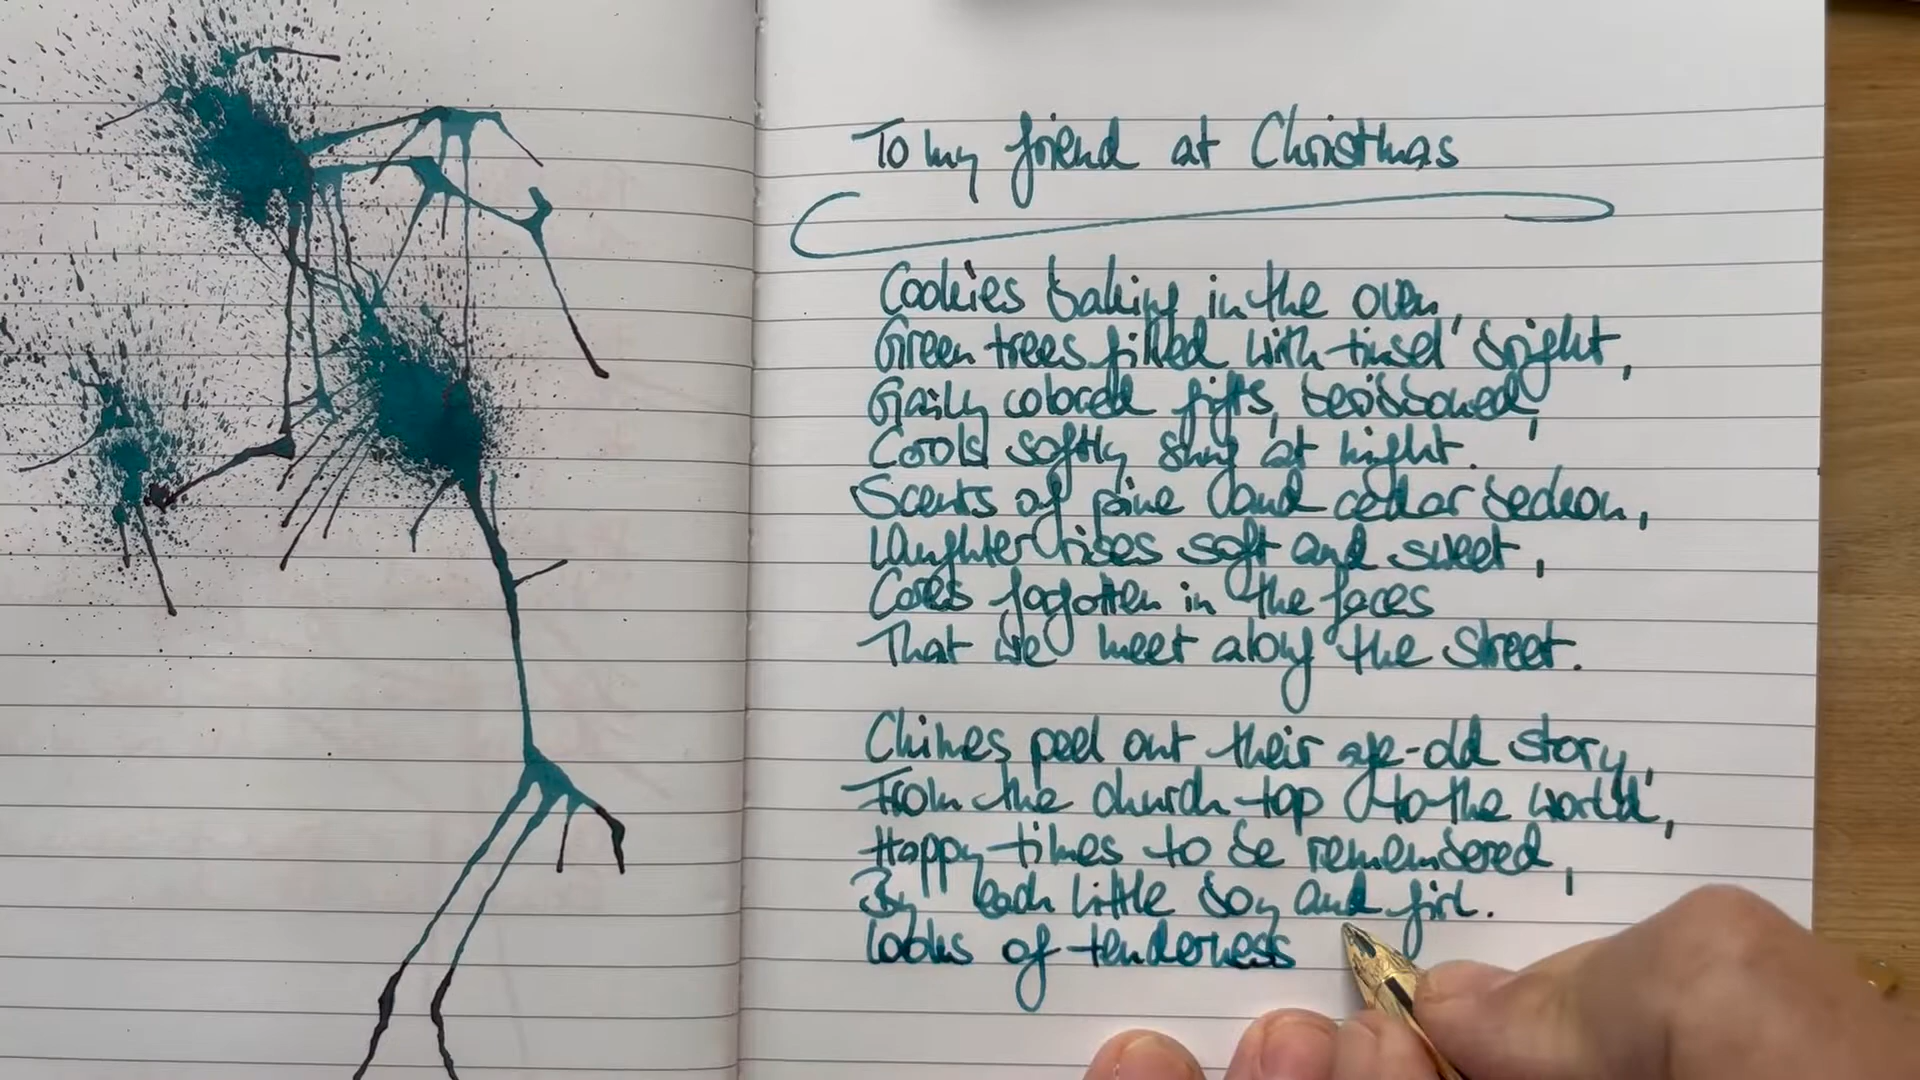 To my friend at Christmas
Cookies baking in the oven,
Green trees filled with tinsel bright,
Gaily colored gifts, beribboned,
Carols softly sung at night.
Scents of pine and cedar beckon,
Laughter rises soft and sweet,
Cares forgotten in the faces
That we meet along the street.
Chimes peel out their age-old story,
From the church top to the world,
Happy times to be remembered,
By each little boy and girl.
Looks of tenderness